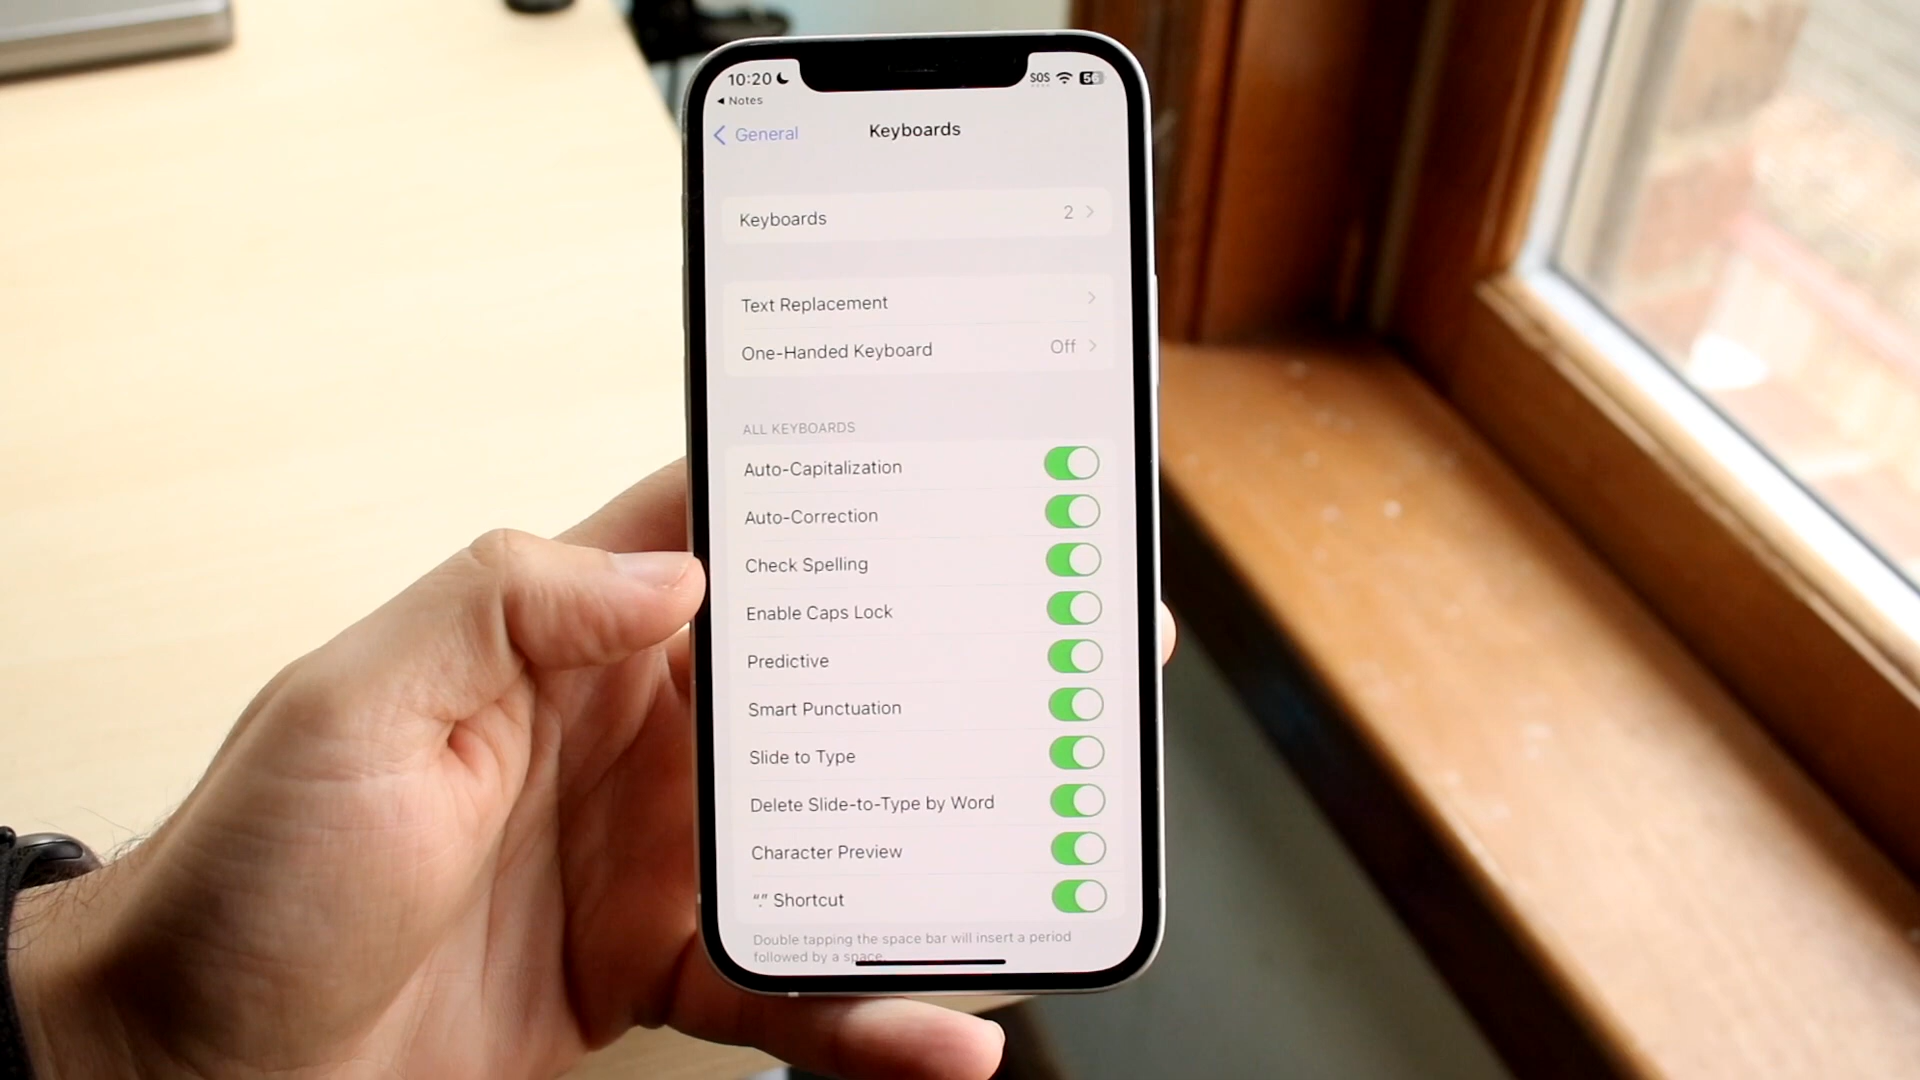 10:20
SOS
56
◀ Notes
General
Keyboards
Keyboards 2
Text Replacement
One-Handed Keyboard Off
ALL KEYBOARDS
Auto-Capitalization
Auto-Correction
Check Spelling
Enable Caps Lock
Predictive
Smart Punctuation
Slide to Type
Delete Slide-to-Type by Word
Character Preview
“.” Shortcut
Double tapping the space bar will insert a period
followed by a space.